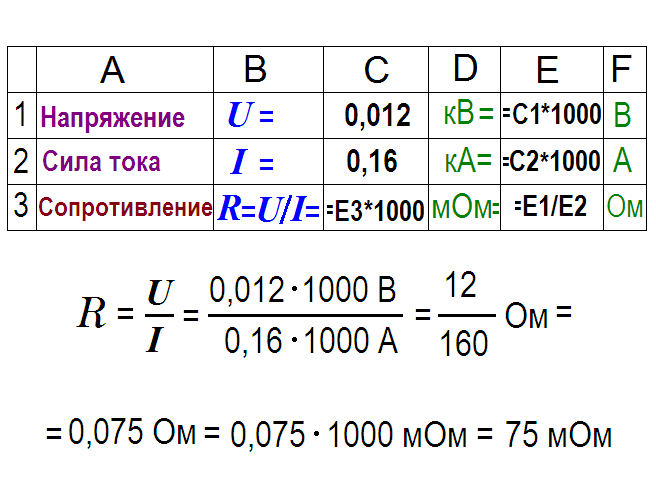 A B C D E F
1 Напряжение U = 0,012 кВ= =C1*1000 В
2 Сила тока I = 0,16 кА= =C2*1000 А
3 Сопротивление R=U/I= =E3*1000 мОм= =E1/E2 Ом
R = U/I = 0,012·1000 В / 0,16·1000 А = 12/160 Ом =
= 0,075 Ом = 0,075·1000 мОм = 75 мОм